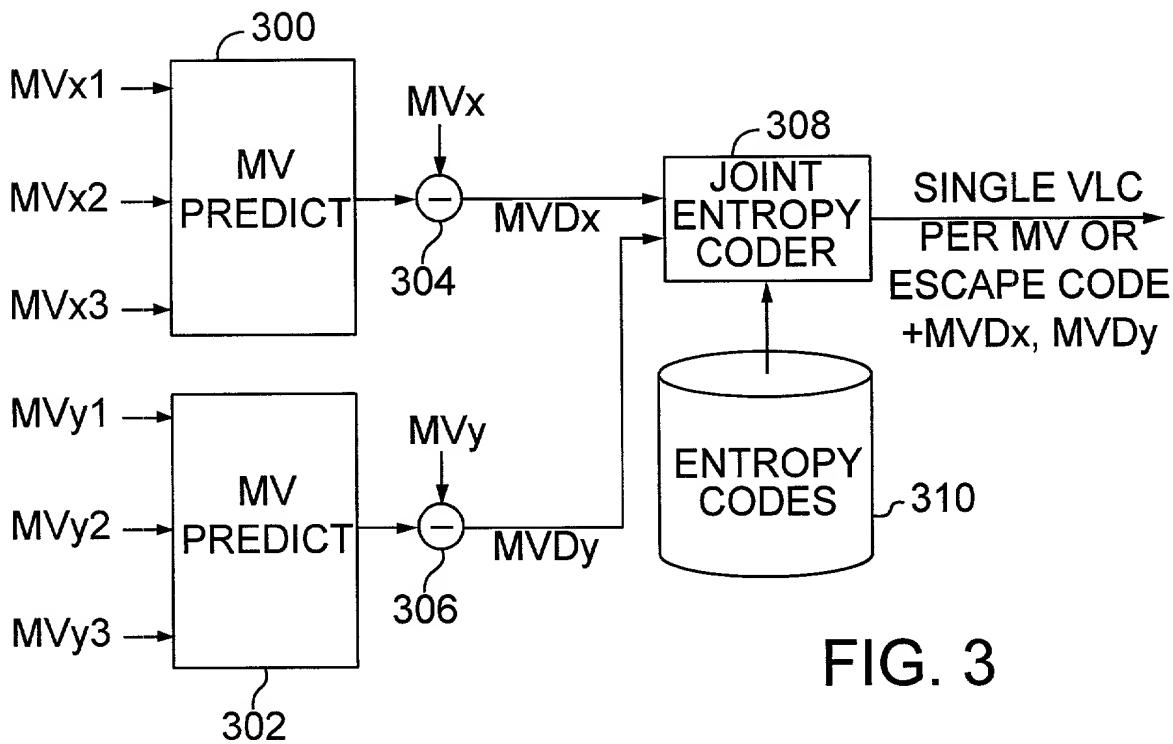 300
MVx1
MVx2
MVx3
MV
PREDICT
MVx
−
304
MVDx
308
JOINT
ENTROPY
CODER
SINGLE VLC
PER MV OR
ESCAPE CODE
+MVDx, MVDy
MVy1
MVy2
MVy3
MV
PREDICT
302
MVy
−
306
MVDy
ENTROPY
CODES
310
FIG. 3